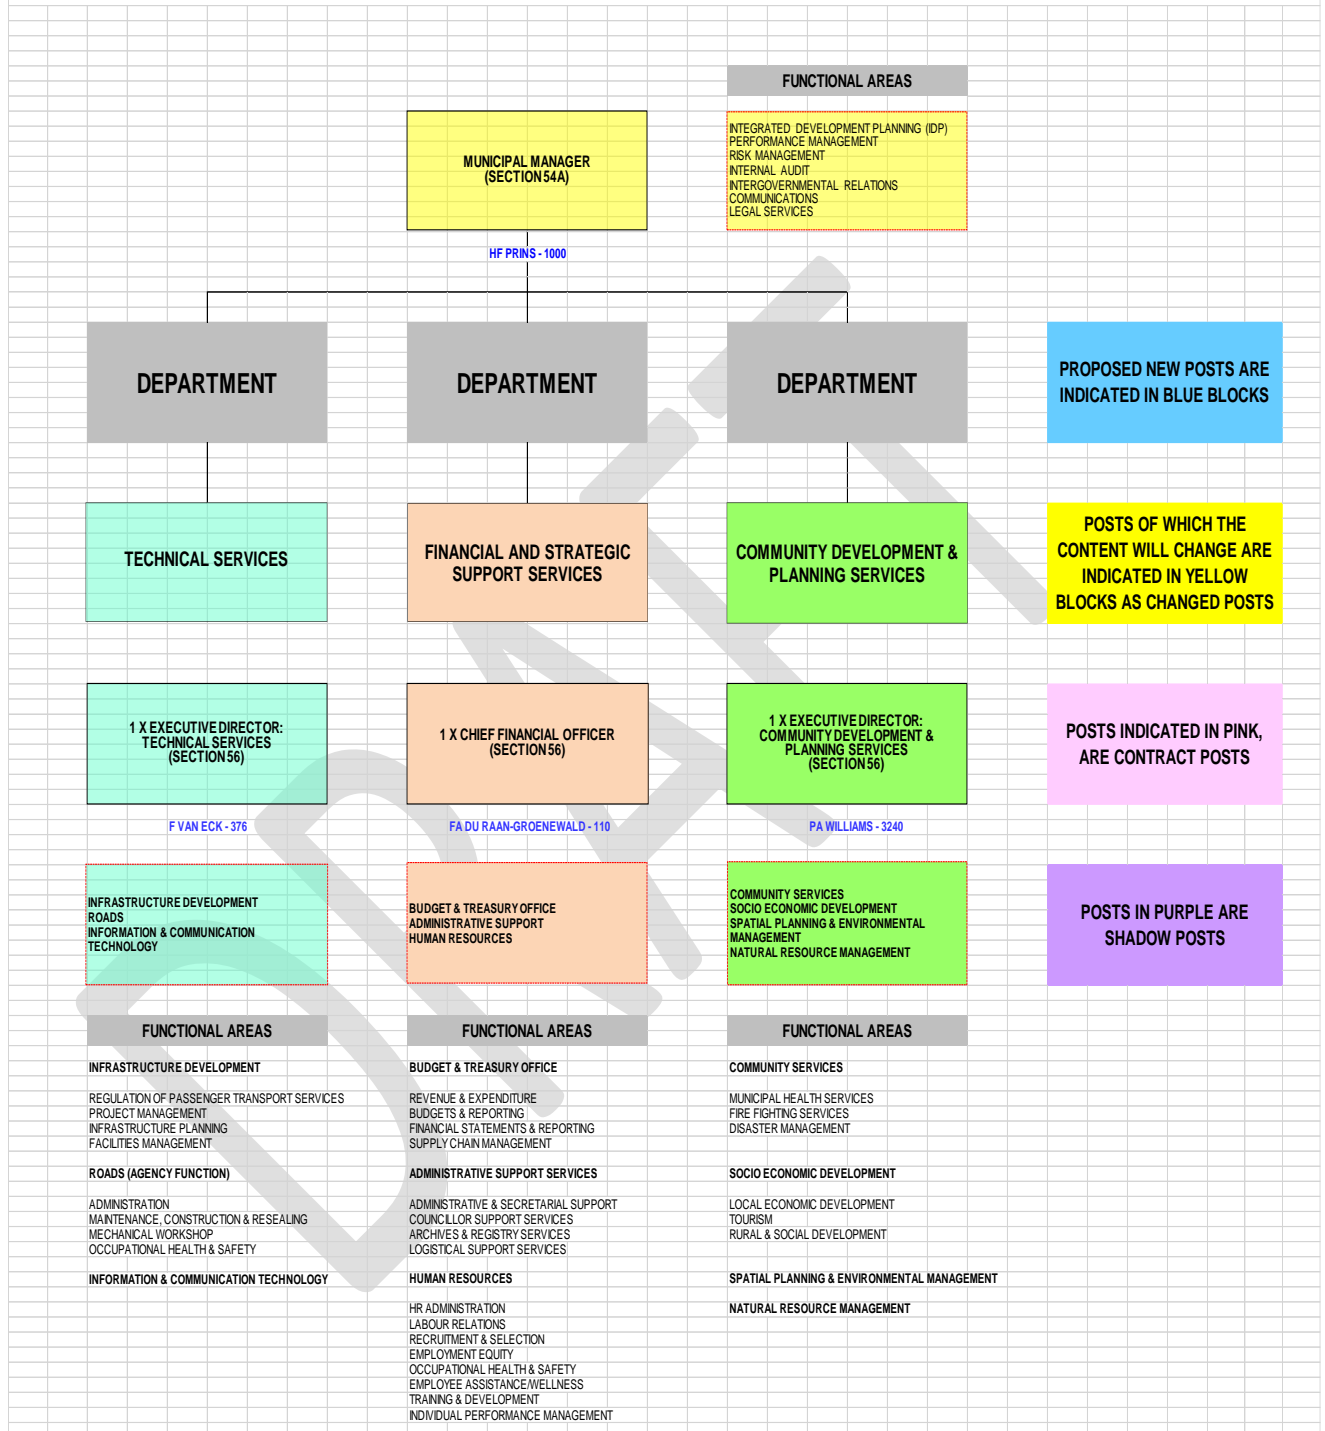 FUNCTIONAL AREAS
MUNICIPAL MANAGER
(SECTION 54A)
INTEGRATED DEVELOPMENT PLANNING (IDP)
PERFORMANCE MANAGEMENT
RISK MANAGEMENT
INTERNAL AUDIT
INTERGOVERNMENTAL RELATIONS
COMMUNICATIONS
LEGAL SERVICES
HF PRINS - 1000
DEPARTMENT
DEPARTMENT
DEPARTMENT
PROPOSED NEW POSTS ARE
INDICATED IN BLUE BLOCKS
TECHNICAL SERVICES
FINANCIAL AND STRATEGIC
SUPPORT SERVICES
COMMUNITY DEVELOPMENT &
PLANNING SERVICES
POSTS OF WHICH THE
CONTENT WILL CHANGE ARE
INDICATED IN YELLOW
BLOCKS AS CHANGED POSTS
1 X EXECUTIVE DIRECTOR:
TECHNICAL SERVICES
(SECTION 56)
1 X CHIEF FINANCIAL OFFICER
(SECTION 56)
1 X EXECUTIVE DIRECTOR:
COMMUNITY DEVELOPMENT &
PLANNING SERVICES
(SECTION 56)
POSTS INDICATED IN PINK,
ARE CONTRACT POSTS
F VAN ECK - 376
FA DU RAAN-GROENEWALD - 110
PA WILLIAMS - 3240
INFRASTRUCTURE DEVELOPMENT
ROADS
INFORMATION & COMMUNICATION
TECHNOLOGY
BUDGET & TREASURY OFFICE
ADMINISTRATIVE SUPPORT
HUMAN RESOURCES
COMMUNITY SERVICES
SOCIO ECONOMIC DEVELOPMENT
SPATIAL PLANNING & ENVIRONMENTAL
MANAGEMENT
NATURAL RESOURCE MANAGEMENT
POSTS IN PURPLE ARE
SHADOW POSTS
FUNCTIONAL AREAS
INFRASTRUCTURE DEVELOPMENT
REGULATION OF PASSENGER TRANSPORT SERVICES
PROJECT MANAGEMENT
INFRASTRUCTURE PLANNING
FACILITIES MANAGEMENT
ROADS (AGENCY FUNCTION)
ADMINISTRATION
MAINTENANCE, CONSTRUCTION & RESEALING
MECHANICAL WORKSHOP
OCCUPATIONAL HEALTH & SAFETY
INFORMATION & COMMUNICATION TECHNOLOGY
FUNCTIONAL AREAS
BUDGET & TREASURY OFFICE
REVENUE & EXPENDITURE
BUDGETS & REPORTING
FINANCIAL STATEMENTS & REPORTING
SUPPLY CHAIN MANAGEMENT
ADMINISTRATIVE SUPPORT SERVICES
ADMINISTRATIVE & SECRETARIAL SUPPORT
COUNCILLOR SUPPORT SERVICES
ARCHIVES & REGISTRY SERVICES
LOGISTICAL SUPPORT SERVICES
HUMAN RESOURCES
HR ADMINISTRATION
LABOUR RELATIONS
RECRUITMENT & SELECTION
EMPLOYMENT EQUITY
OCCUPATIONAL HEALTH & SAFETY
EMPLOYEE ASSISTANCE/WELLNESS
TRAINING & DEVELOPMENT
INDIVIDUAL PERFORMANCE MANAGEMENT
FUNCTIONAL AREAS
COMMUNITY SERVICES
MUNICIPAL HEALTH SERVICES
FIRE FIGHTING SERVICES
DISASTER MANAGEMENT
SOCIO ECONOMIC DEVELOPMENT
LOCAL ECONOMIC DEVELOPMENT
TOURISM
RURAL & SOCIAL DEVELOPMENT
SPATIAL PLANNING & ENVIRONMENTAL MANAGEMENT
NATURAL RESOURCE MANAGEMENT
DRAFT